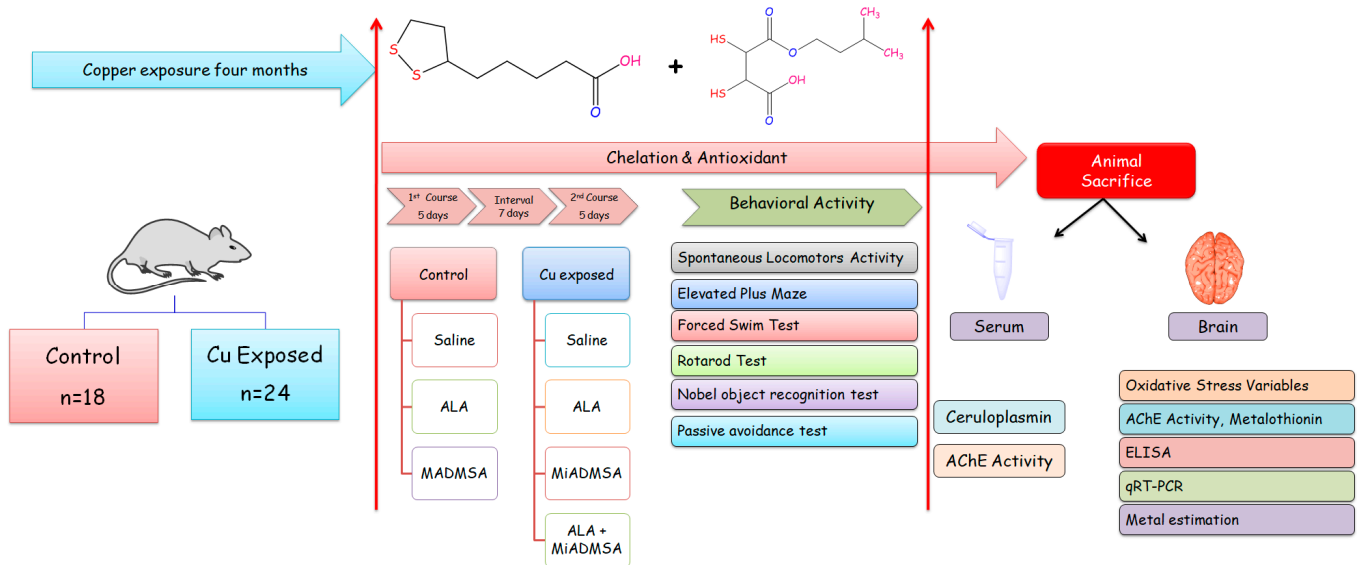 Copper exposure four months
S
S
OH
O
+
HS
HS
O
O
OH
O
CH3
CH3
Chelation & Antioxidant
Animal
Sacrifice
1st Course
5 days
Interval
7 days
2nd Course
5 days
Behavioral Activity
Control
n=18
Cu Exposed
n=24
Control
Saline
ALA
MADMSA
Cu exposed
Saline
ALA
MiADMSA
ALA +
MiADMSA
Spontaneous Locomotors Activity
Elevated Plus Maze
Forced Swim Test
Rotarod Test
Nobel object recognition test
Passive avoidance test
Serum
Brain
Ceruloplasmin
AChE Activity
Oxidative Stress Variables
AChE Activity, Metalothionin
ELISA
qRT-PCR
Metal estimation